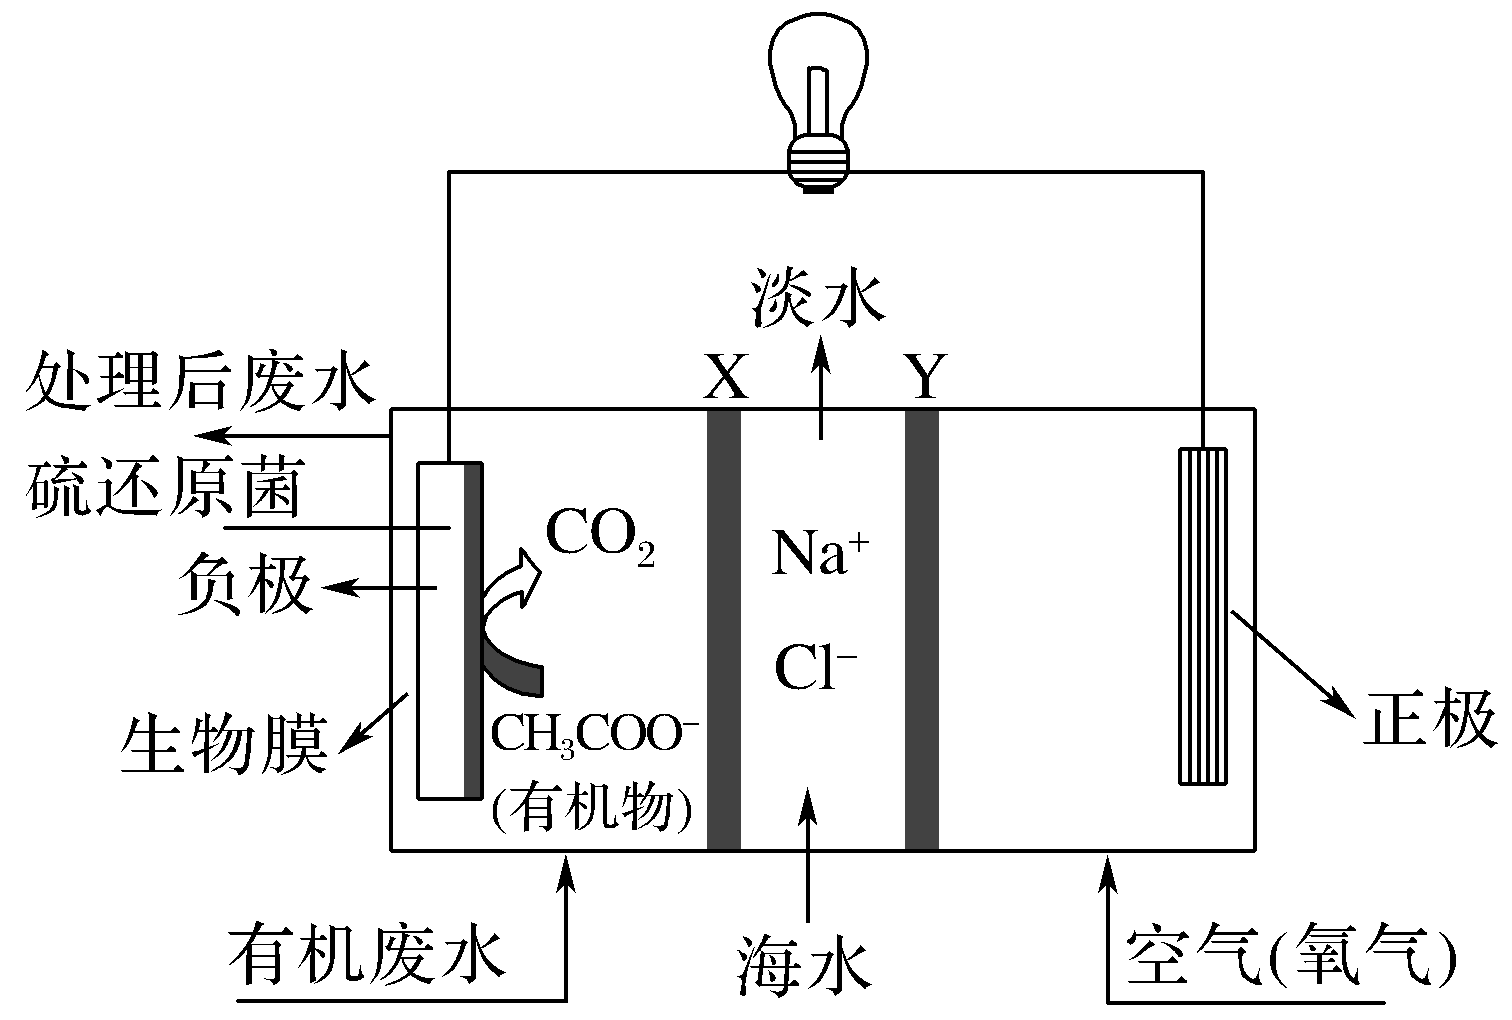 淡水
X
Y
处理后废水
硫还原菌
CO₂
Na⁺
负极
Cl⁻
CH₃COO⁻
(有机物)
生物膜
正极
有机废水
海水
空气(氧气)